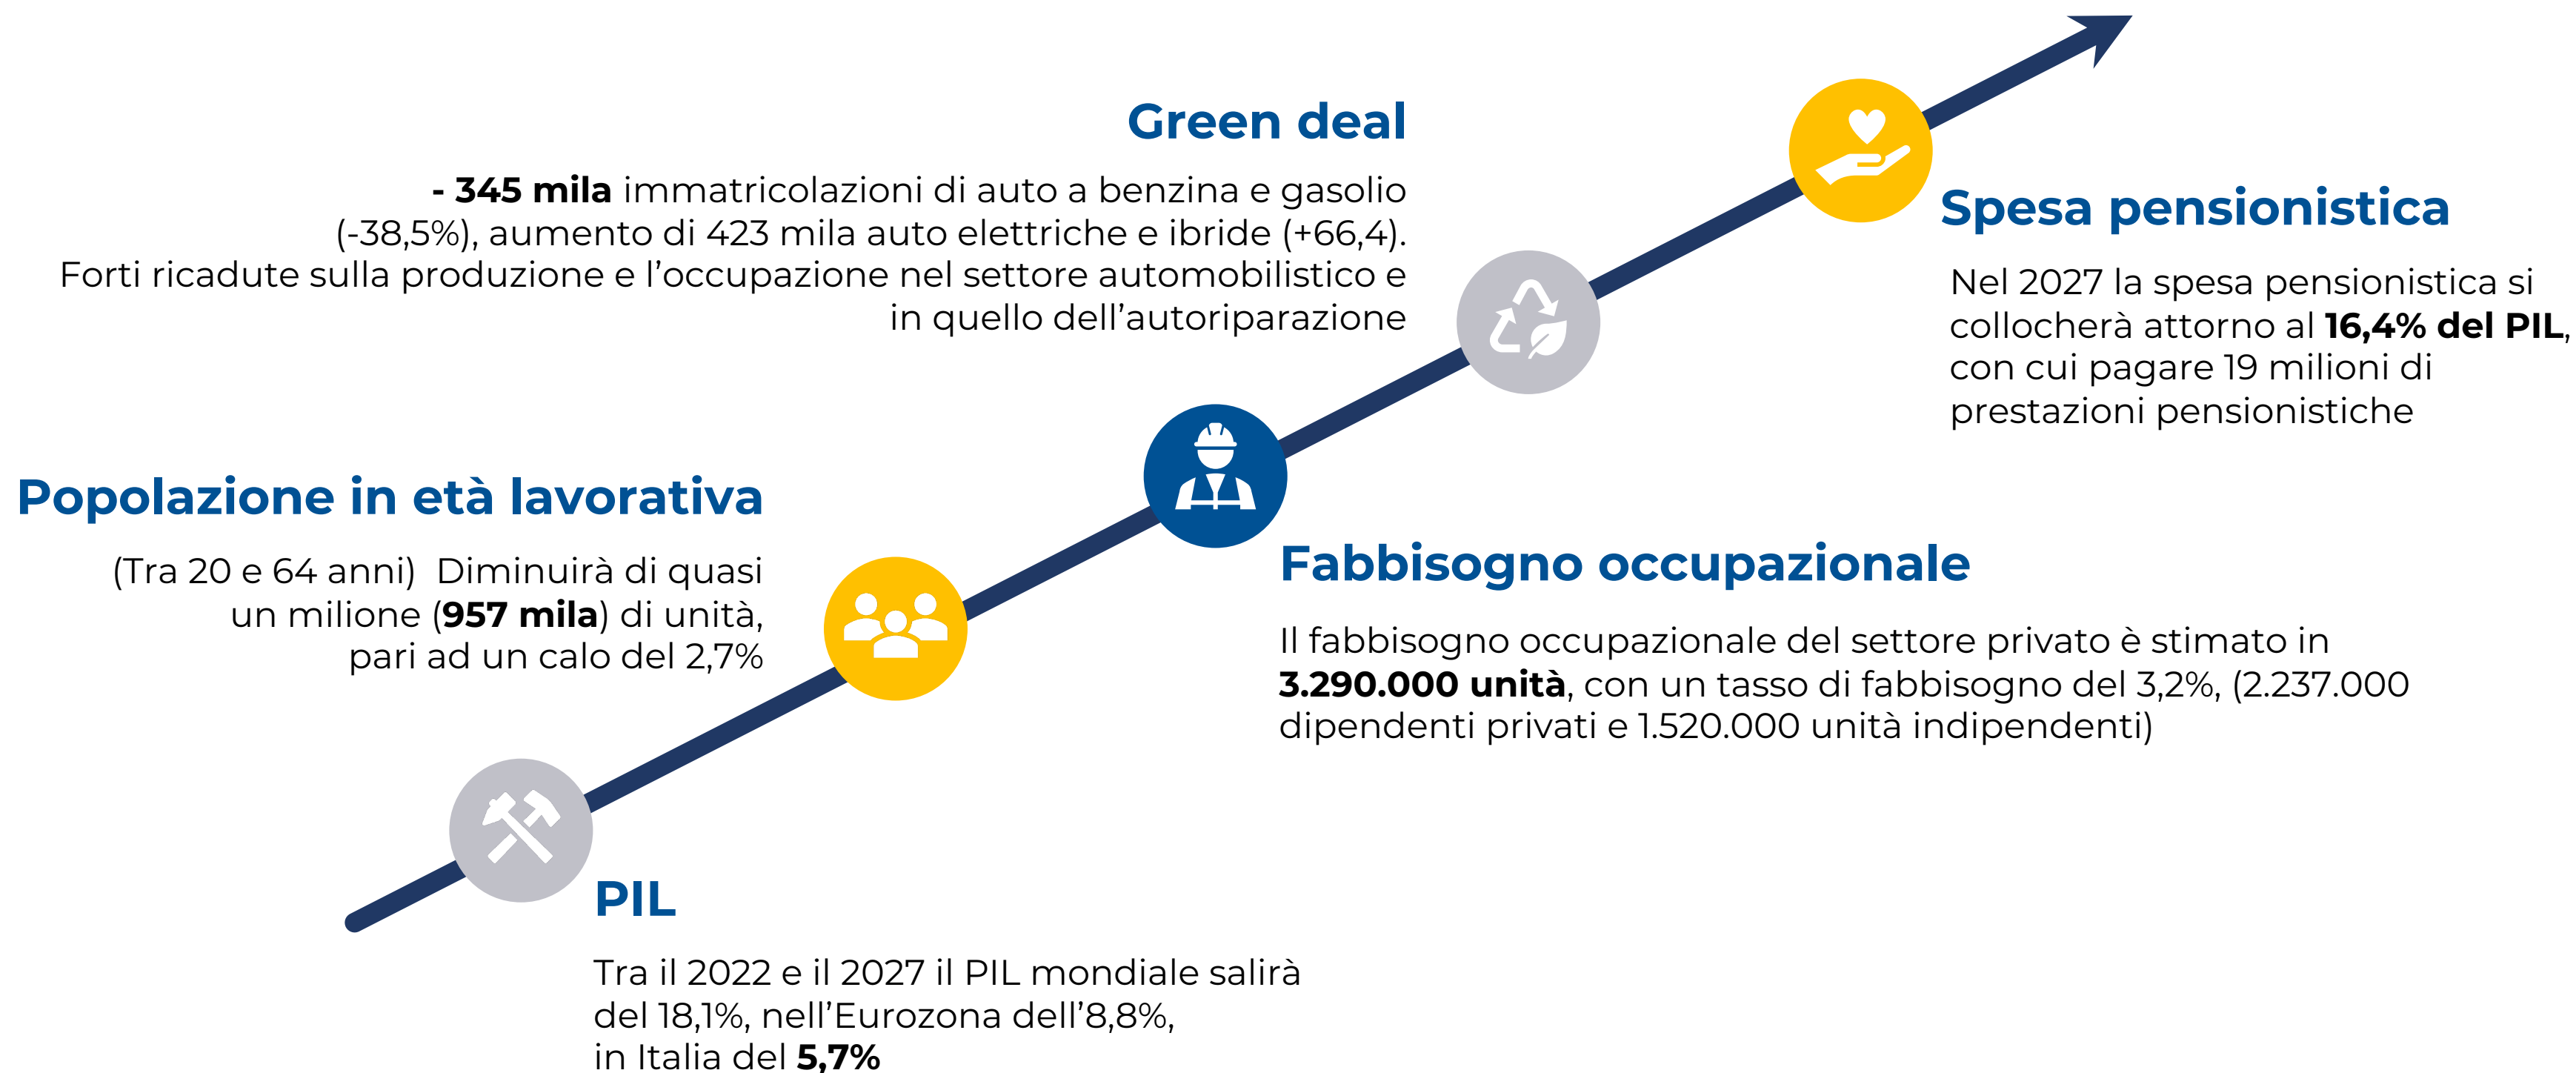 Green deal
- 345 mila immatricolazioni di auto a benzina e gasolio
(-38,5%), aumento di 423 mila auto elettriche e ibride (+66,4).
Forti ricadute sulla produzione e l’occupazione nel settore automobilistico e
in quello dell’autoriparazione
Spesa pensionistica
Nel 2027 la spesa pensionistica si
collocherà attorno al 16,4% del PIL,
con cui pagare 19 milioni di
prestazioni pensionistiche
Popolazione in età lavorativa
(Tra 20 e 64 anni) Diminuirà di quasi
un milione (957 mila) di unità,
pari ad un calo del 2,7%
Fabbisogno occupazionale
Il fabbisogno occupazionale del settore privato è stimato in
3.290.000 unità, con un tasso di fabbisogno del 3,2%, (2.237.000
dipendenti privati e 1.520.000 unità indipendenti)
PIL
Tra il 2022 e il 2027 il PIL mondiale salirà
del 18,1%, nell’Eurozona dell’8,8%,
in Italia del 5,7%